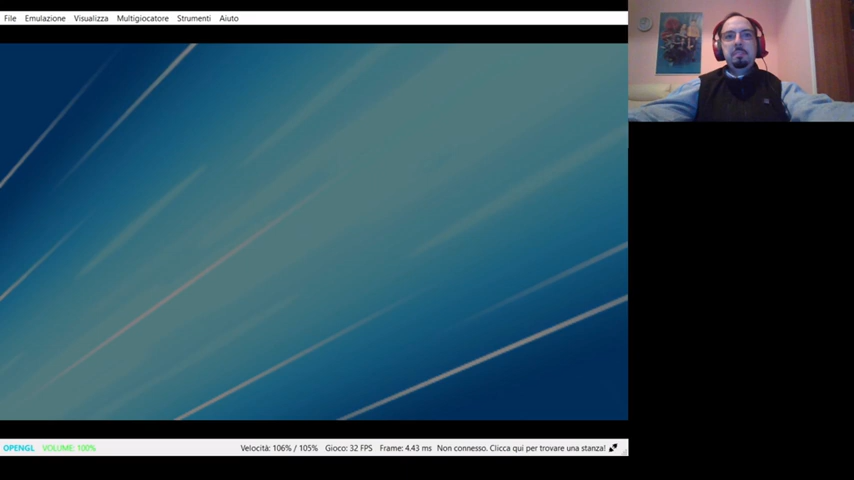 File Emulazione Visualizza Multigiocatore Strumenti Aiuto
OPENGL VOLUME: 100% Velocità: 106% / 105% Gioco: 32 FPS Frame: 4.43 ms Non connesso. Clicca qui per trovare una stanza!